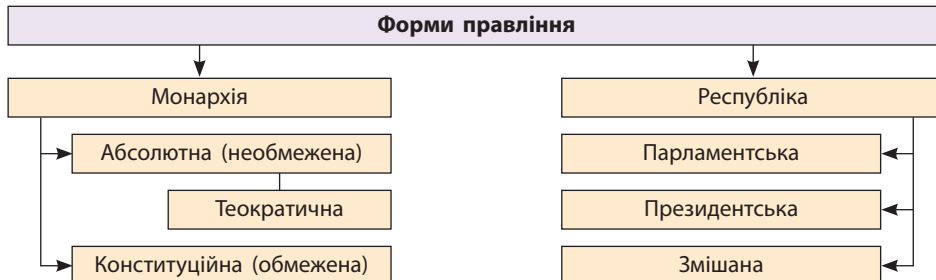 Форми правління
Монархія
Абсолютна (необмежена)
Теократична
Конституційна (обмежена)
Республіка
Парламентська
Президентська
Змішана